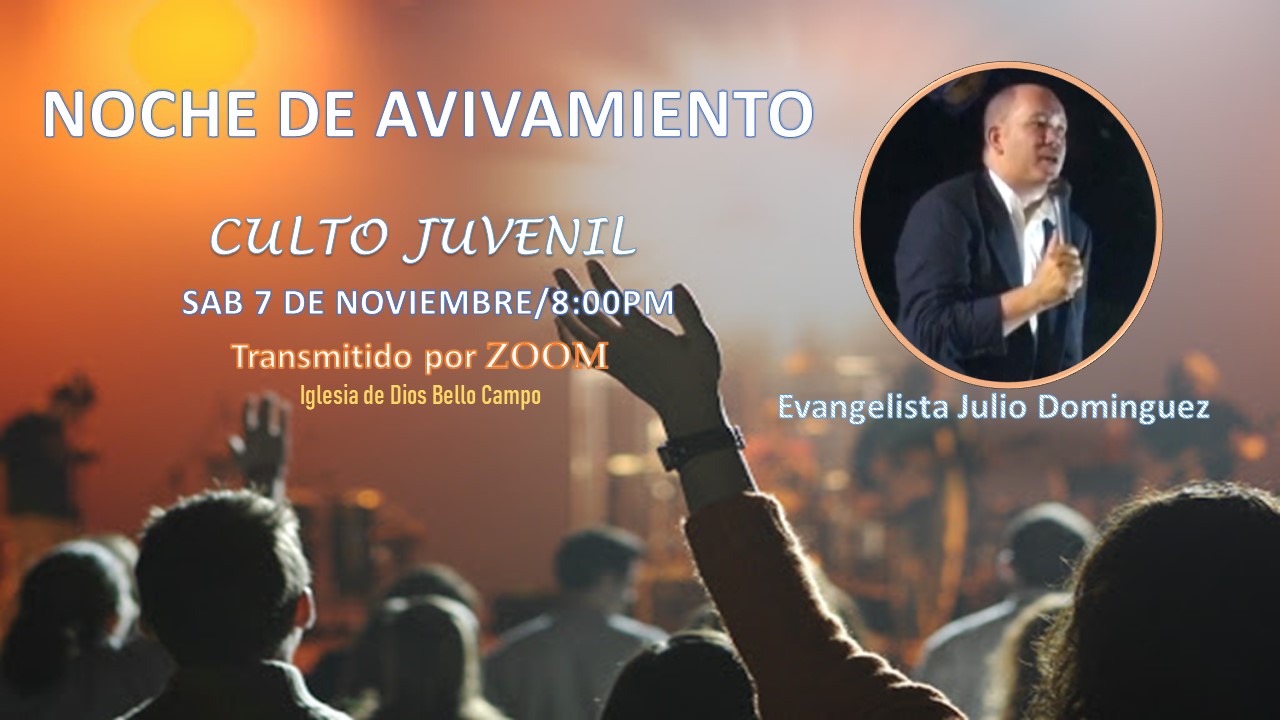 NOCHE DE AVIVAMIENTO
CULTO JUVENIL
SAB 7 DE NOVIEMBRE/8:00PM
Transmitido por ZOOM
Iglesia de Dios Bello Campo
Evangelista Julio Dominguez